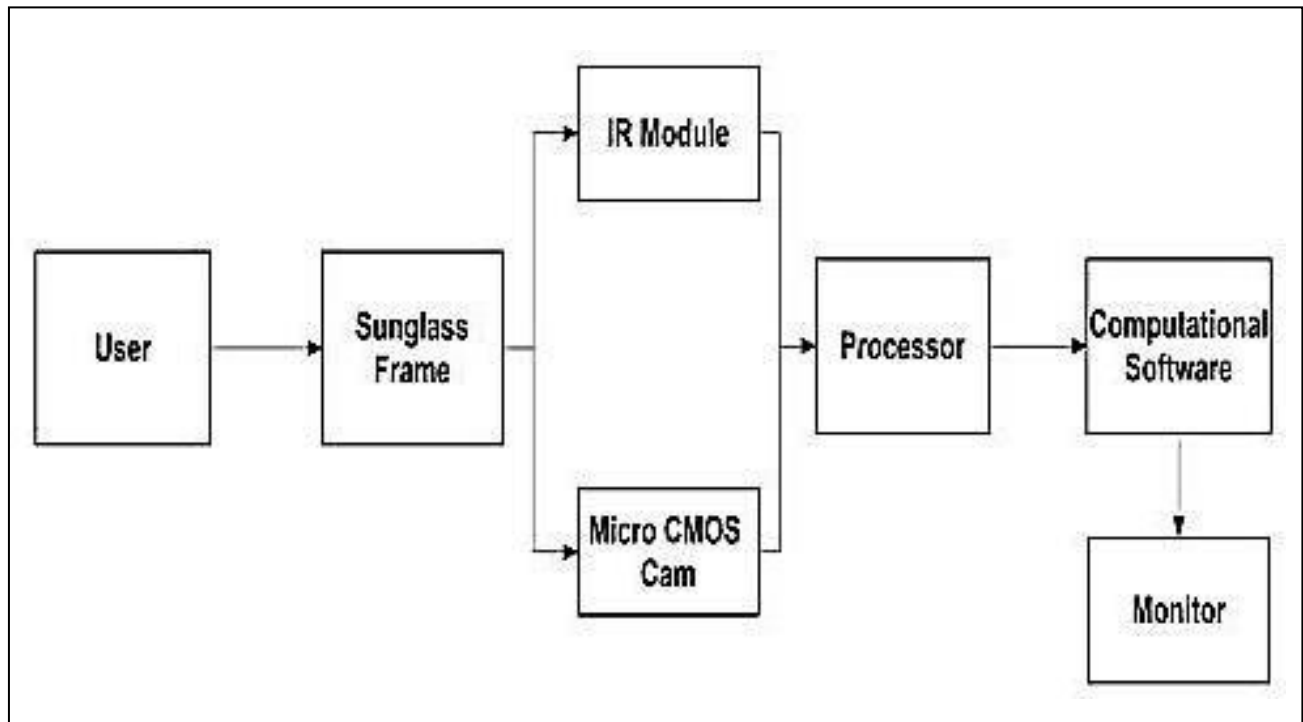 User
Sunglass
Frame
IR Module
Micro CMOS
Cam
Processor
Computational
Software
Monitor